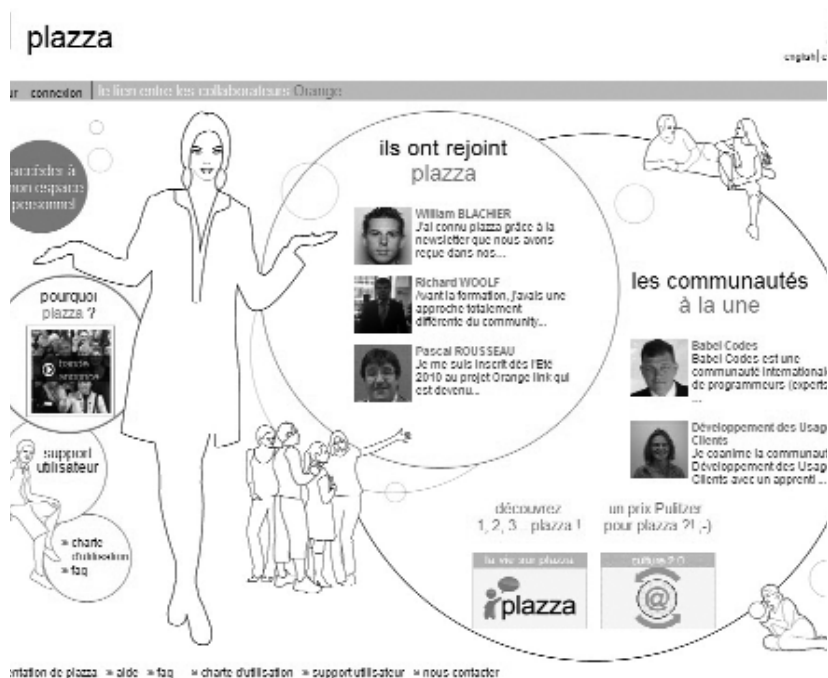 plazza
english
connexion | le lien entre les collaborateurs Orange
accéder à
mon espace
personnel
pourquoi
plazza ?
bande
annonce
support
utilisateur
» charte
d'utilisation
» faq
ils ont rejoint
plazza
William BLACHIER
J'ai connu plazza grâce à la
newsletter que nous avons
reçue dans nos...
Richard WOOLF
Avant la formation, j'avais une
approche totalement
différente du community...
Pascal ROUSSEAU
Je me suis inscrit dès l'Eté
2010 au projet Orange link qui
est devenu...
les communautés
à la une
Babel Codes
Babel Codes est une
communauté internationale
de programmeurs (experts
...
Développement des Usages
Clients
Je coanime la communauté
Développement des Usages
Clients avec un apprenti ...
découvrez
1, 2, 3... plazza !
la vie sur plazza
plazza
un prix Pulitzer
pour plazza ?! ;-)
culture 2.0
@
entation de plazza » aide » faq » charte d'utilisation » support utilisateur » nous contacter